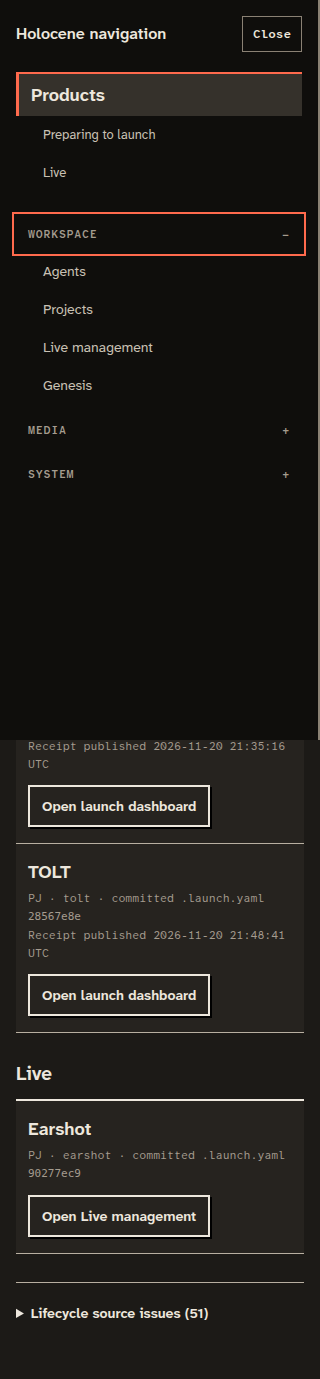 Holocene navigation
Close
Products
Preparing to launch
Live
WORKSPACE −
Agents
Projects
Live management
Genesis
MEDIA +
SYSTEM +
Receipt published 2026-11-20 21:35:16
UTC
Open launch dashboard
TOLT
PJ · tolt · committed .launch.yaml
28567e8e
Receipt published 2026-11-20 21:48:41
UTC
Open launch dashboard
Live
Earshot
PJ · earshot · committed .launch.yaml
90277ec9
Open Live management
▶ Lifecycle source issues (51)